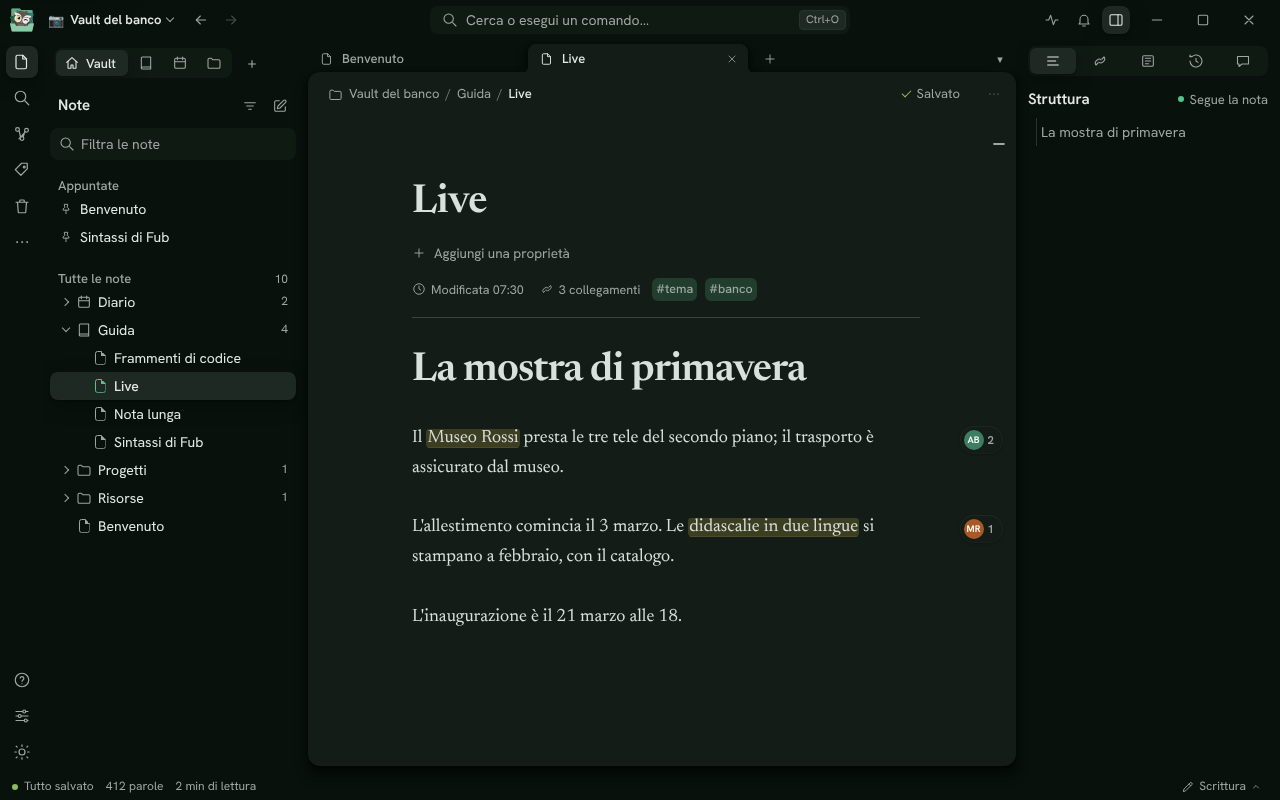 Vault del banco
Cerca o esegui un comando...
Ctrl+O
Vault
Benvenuto
Live
Note
Filtra le note
Appuntate
Benvenuto
Sintassi di Fub
Tutte le note 10
Diario 2
Guida 4
Frammenti di codice
Live
Nota lunga
Sintassi di Fub
Progetti 1
Risorse 1
Benvenuto
Vault del banco / Guida / Live
Salvato
Live
Aggiungi una proprietà
Modificata 07:30
3 collegamenti
#tema
#banco
La mostra di primavera
Il Museo Rossi presta le tre tele del secondo piano; il trasporto è
assicurato dal museo.
AB 2
L'allestimento comincia il 3 marzo. Le didascalie in due lingue si
stampano a febbraio, con il catalogo.
MR 1
L'inaugurazione è il 21 marzo alle 18.
Struttura
Segue la nota
La mostra di primavera
Tutto salvato
412 parole
2 min di lettura
Scrittura